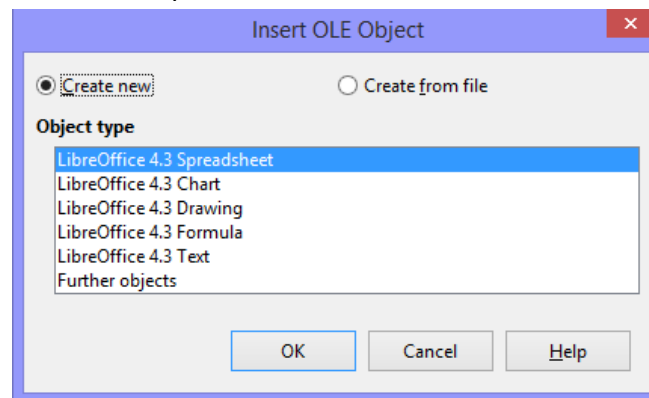 Insert OLE Object
Create new
Create from file
Object type
LibreOffice 4.3 Spreadsheet
LibreOffice 4.3 Chart
LibreOffice 4.3 Drawing
LibreOffice 4.3 Formula
LibreOffice 4.3 Text
Further objects
OK Cancel Help